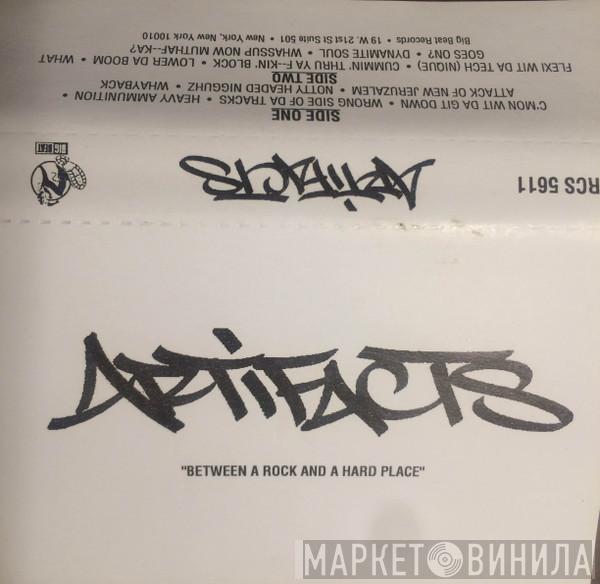 Big Beat Records • 19 W. 21st St Suite 501 • New York, New York 10010
GOES ON? • DYNAMITE SOUL • WHASSUP NOW MUTHAF--KA?
FLEXI WIT DA TECH (NIQUE) • CUMMIN' THRU YA F--KIN' BLOCK • LOWER DA BOOM • WHAT
SIDE TWO
ATTACK OF NEW JERUZALEM • NOTTY HEADED NIGGUHZ • WHAYBACK
C'MON WIT DA GIT DOWN • WRONG SIDE OF DA TRACKS • HEAVY AMMUNITION •
SIDE ONE
BIG BEAT
ARTIFACTS
RCS 5611
ARTIFACTS
"BETWEEN A ROCK AND A HARD PLACE"
МАРКЕТ ВИНИЛА